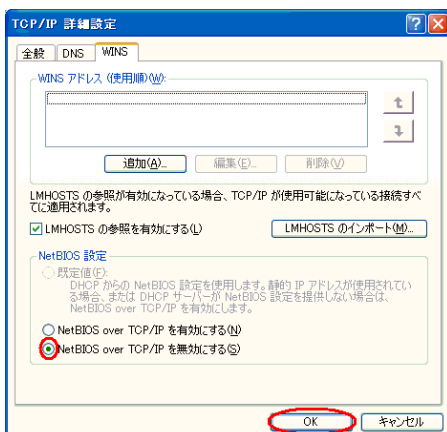 TCP/IP 詳細設定
全般 DNS WINS
WINS アドレス (使用順)(W):
追加(A)... 編集(E)... 削除(V)
LMHOSTS の参照が有効になっている場合、TCP/IP が使用可能になっている接続すべ
てに適用されます。
LMHOSTS の参照を有効にする(L) LMHOSTS のインポート(M)...
NetBIOS 設定
既定値(F):
DHCP からの NetBIOS 設定を使用します。静的 IP アドレスが使用されてい
る場合、または DHCP サーバーが NetBIOS 設定を提供しない場合は、
NetBIOS over TCP/IP を有効にします。
NetBIOS over TCP/IP を有効にする(N)
NetBIOS over TCP/IP を無効にする(S)
OK キャンセル